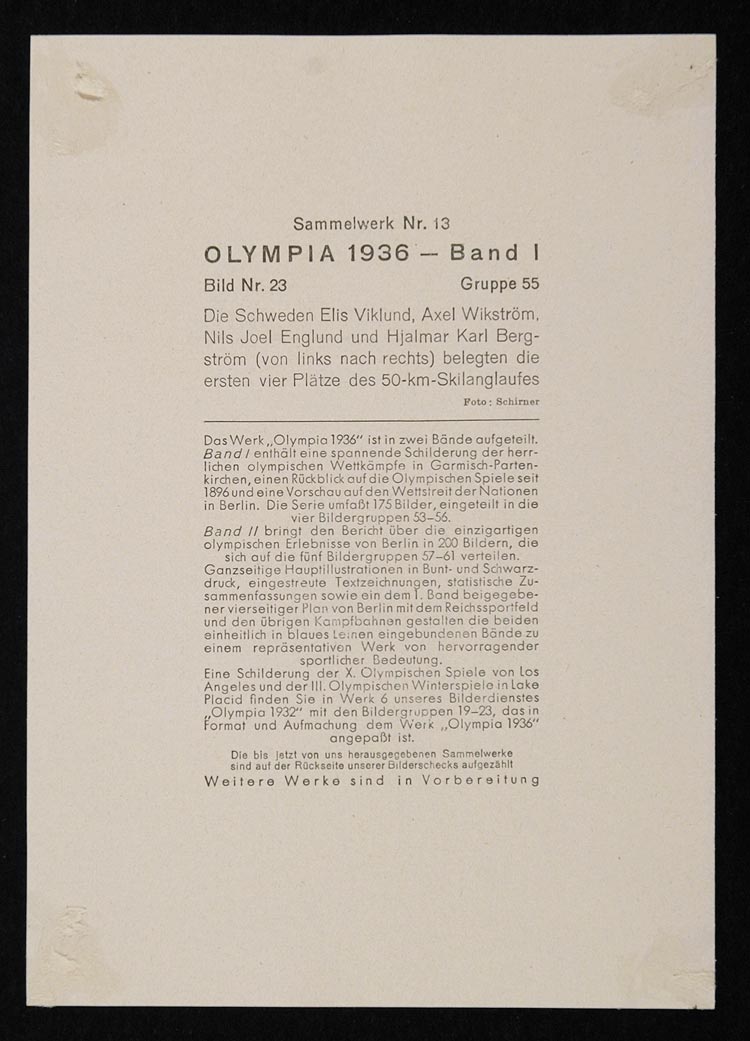 Sammelwerk Nr. 13
OLYMPIA 1936 – Band I
Bild Nr. 23 Gruppe 55
Die Schweden Elis Viklund, Axel Wikström,
Nils Joel Englund und Hjalmar Karl Berg-
ström (von links nach rechts) belegten die
ersten vier Plätze des 50-km-Skilanglaufes
Foto: Schirner
Das Werk „Olympia 1936“ ist in zwei Bände aufgeteilt.
Band I enthält eine spannende Schilderung der herr-
lichen olympischen Wettkämpfe in Garmisch-Parten-
kirchen, einen Rückblick auf die Olympischen Spiele seit
1896 und eine Vorschau auf den Wettstreit der Nationen
in Berlin. Die Serie umfaßt 175 Bilder, eingeteilt in die
vier Bildergruppen 53–56.
Band II bringt den Bericht über die einzigartigen
olympischen Erlebnisse von Berlin in 200 Bildern, die
sich auf die fünf Bildergruppen 57–61 verteilen.
Ganzseitige Hauptillustrationen in Bunt- und Schwarz-
druck, eingestreute Textzeichnungen, statistische Zu-
sammenfassungen sowie ein dem I. Band beigegebe-
ner vierseitiger Plan von Berlin mit dem Reichssportfeld
und den übrigen Kampfbahnen gestalten die beiden
einheitlich in blaues Leinen eingebundenen Bände zu
einem repräsentativen Werk von hervorragender
sportlicher Bedeutung.
Eine Schilderung der X. Olympischen Spiele von Los
Angeles und der III. Olympischen Winterspiele in Lake
Placid finden Sie in Werk 6 unseres Bilderdienstes
„Olympia 1932“ mit den Bildergruppen 19–23, das in
Format und Aufmachung dem Werk „Olympia 1936“
angepaßt ist.
Die bis jetzt von uns herausgegebenen Sammelwerke
sind auf der Rückseite unserer Bilderschecks aufgezählt
Weitere Werke sind in Vorbereitung